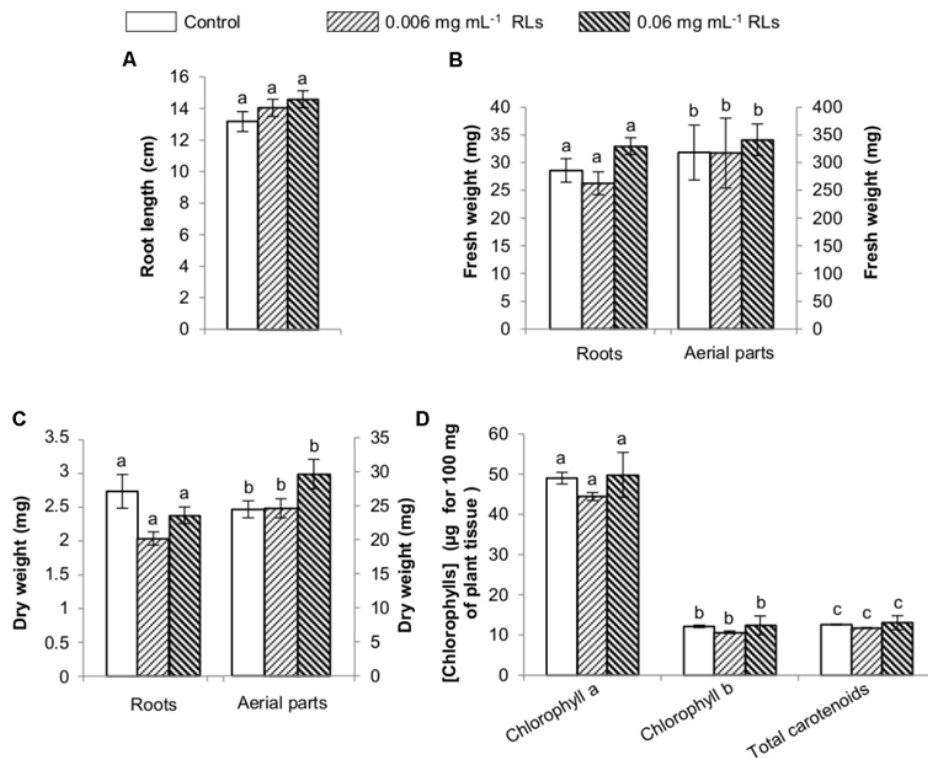 Control 0.006 mg mL⁻¹ RLs 0.06 mg mL⁻¹ RLs
A
Root length (cm)
16
14
12
10
8
6
4
2
0
a a a
B
Fresh weight (mg)
40
35
30
25
20
15
10
5
0
a a a b b b
400
350
300
250
200
150
100
50
0
Fresh weight (mg)
Roots Aerial parts
C
Dry weight (mg)
3.5
3
2.5
2
1.5
1
0.5
0
a a a b b b
35
30
25
20
15
10
5
0
Dry weight (mg)
Roots Aerial parts
D
[Chlorophylls] (µg for 100 mg
of plant tissue )
60
50
40
30
20
10
0
a a a b b b c c c
Chlorophyll a Chlorophyll b Total carotenoids